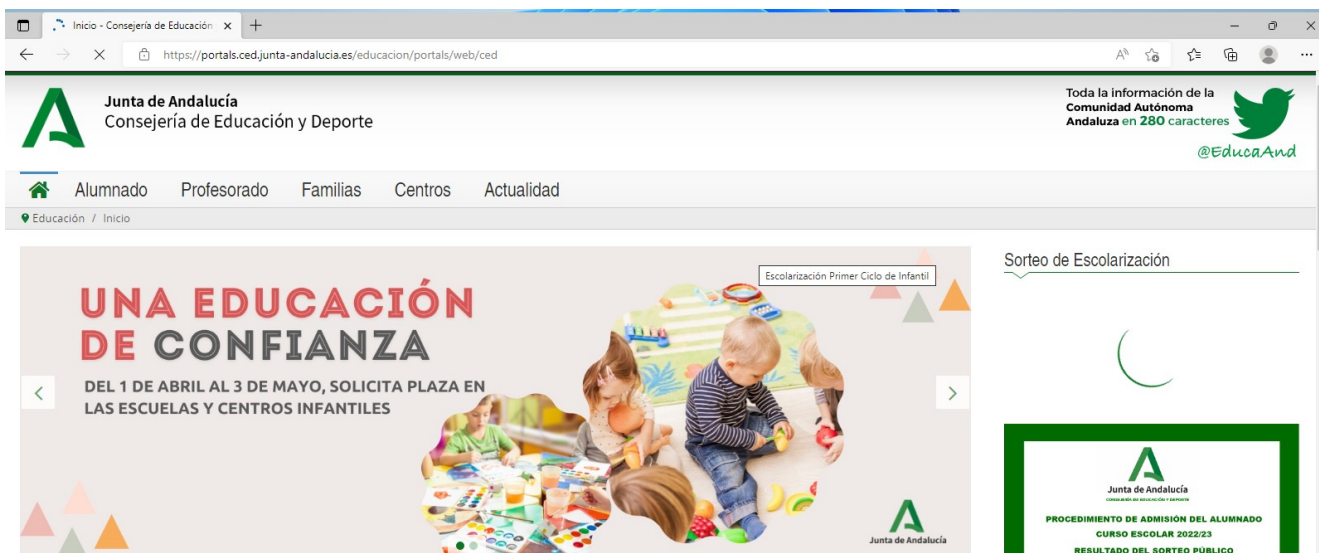 Inicio - Consejería de Educación
https://portals.ced.junta-andalucia.es/educacion/portals/web/ced
Junta de Andalucía
Consejería de Educación y Deporte
Toda la información de la
Comunidad Autónoma
Andaluza en 280 caracteres
@EducaAnd
Alumnado Profesorado Familias Centros Actualidad
Educación / Inicio
Escolarización Primer Ciclo de Infantil
UNA EDUCACIÓN
DE CONFIANZA
DEL 1 DE ABRIL AL 3 DE MAYO, SOLICITA PLAZA EN
LAS ESCUELAS Y CENTROS INFANTILES
Junta de Andalucía
Sorteo de Escolarización
Junta de Andalucía
CONSEJERÍA DE EDUCACIÓN Y DEPORTE
PROCEDIMIENTO DE ADMISIÓN DEL ALUMNADO
CURSO ESCOLAR 2022/23
RESULTADO DEL SORTEO PÚBLICO